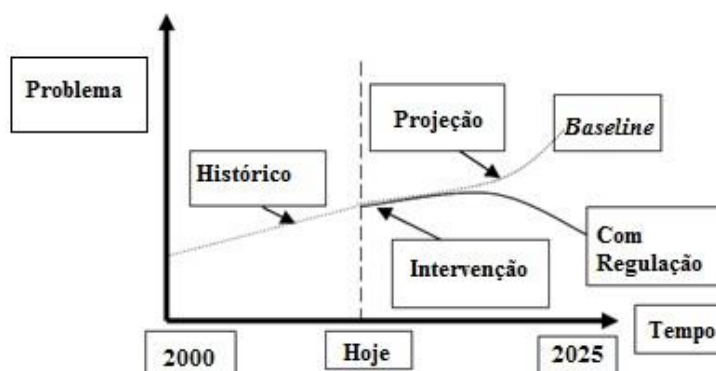 Problema
Projeção
Baseline
Histórico
Com
Regulação
Intervenção
Tempo
2000
Hoje
2025